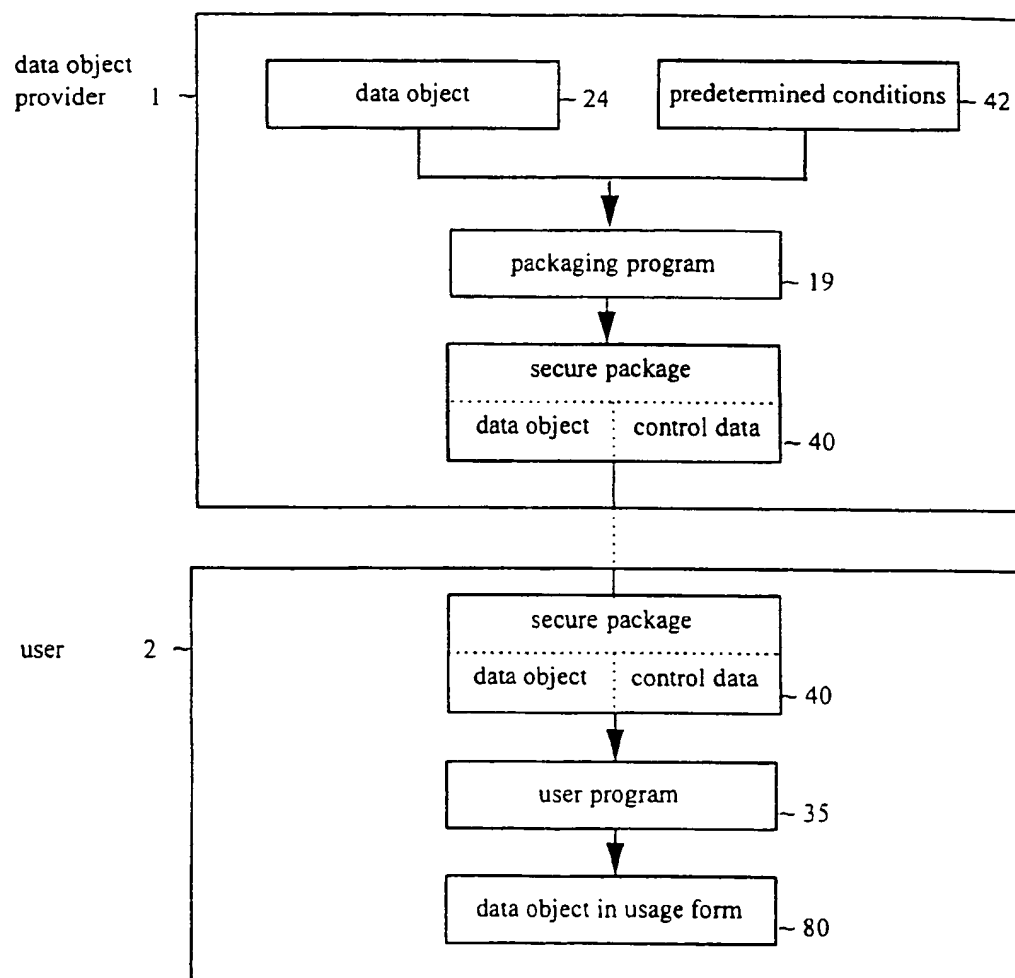 data object
provider 1
data object
24
predetermined conditions
42
packaging program
19
secure package
data object
control data
40
user 2
secure package
data object
control data
40
user program
35
data object in usage form
80